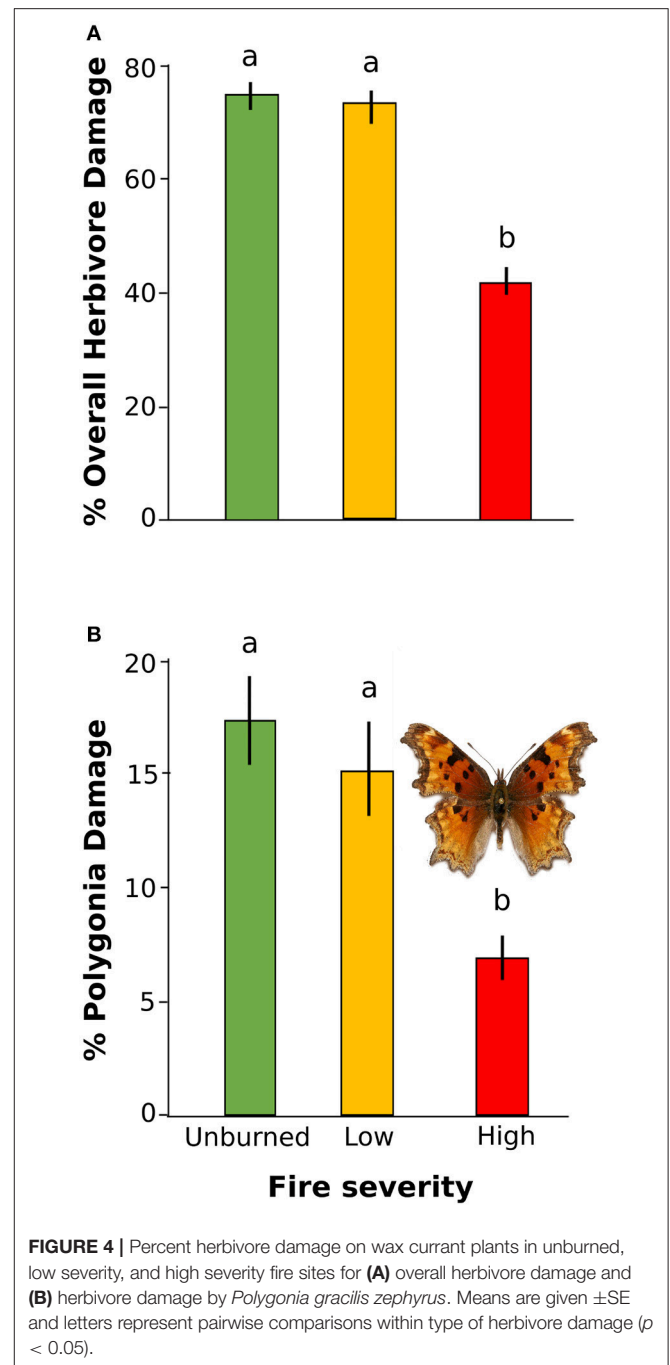 A
% Overall Herbivore Damage
a a b
80
60
40
20
0
B
% Polygonia Damage
a a b
20
15
10
5
0
Unburned Low High
Fire severity
FIGURE 4 | Percent herbivore damage on wax currant plants in unburned,
low severity, and high severity fire sites for (A) overall herbivore damage and
(B) herbivore damage by Polygonia gracilis zephyrus. Means are given ±SE
and letters represent pairwise comparisons within type of herbivore damage (p
< 0.05).